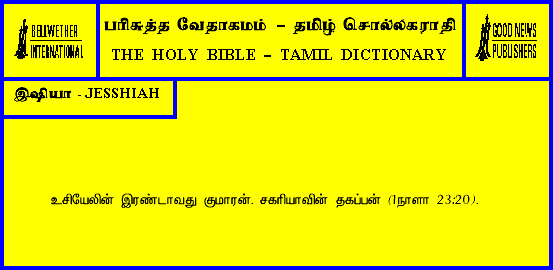 BELLWETHER
INTERNATIONAL
பரிசுத்த வேதாகமம் – தமிழ் சொல்லகராதி
THE HOLY BIBLE – TAMIL DICTIONARY
GOOD NEWS
PUBLISHERS
இஷியா - JESSHIAH
உசியேலின் இரண்டாவது குமாரன். சகரியாவின் தகப்பன் (1நாளா 23:20).